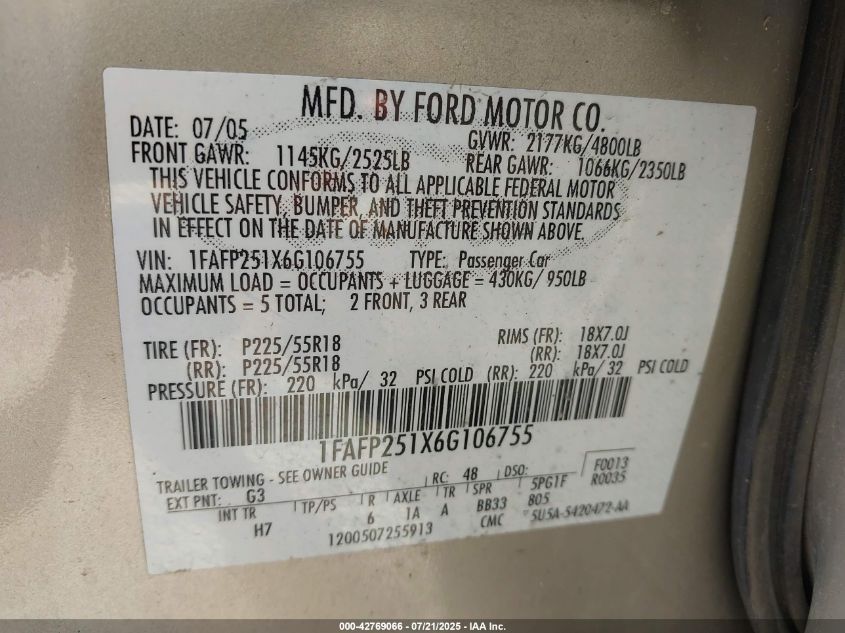 MFD. BY FORD MOTOR CO.
DATE: 07/05 GVWR: 2177KG/4800LB
FRONT GAWR: 1145KG/2525LB REAR GAWR: 1066KG/2350LB
THIS VEHICLE CONFORMS TO ALL APPLICABLE FEDERAL MOTOR
VEHICLE SAFETY, BUMPER, AND THEFT PREVENTION STANDARDS
IN EFFECT ON THE DATE OF MANUFACTURE SHOWN ABOVE.
VIN: 1FAFP251X6G106755 TYPE: Passenger Car
MAXIMUM LOAD = OCCUPANTS + LUGGAGE = 430KG/ 950LB
OCCUPANTS = 5 TOTAL; 2 FRONT, 3 REAR
TIRE (FR): P225/55R18 RIMS (FR): 18X7.0J
(RR): P225/55R18 (RR): 18X7.0J
PRESSURE (FR): 220 kPa/ 32 PSI COLD (RR): 220 kPa/ 32 PSI COLD
1FAFP251X6G106755
TRAILER TOWING - SEE OWNER GUIDE F0013
EXT PNT: G3 RC: 48 DSO: R0035
INT TR TP/PS R AXLE TR SPR 5PG1F
H7 6 1A A BB33 805
1200507255913 CMC 5U5A-5420472-AA
000-42769066 - 07/21/2025 - IAA Inc.